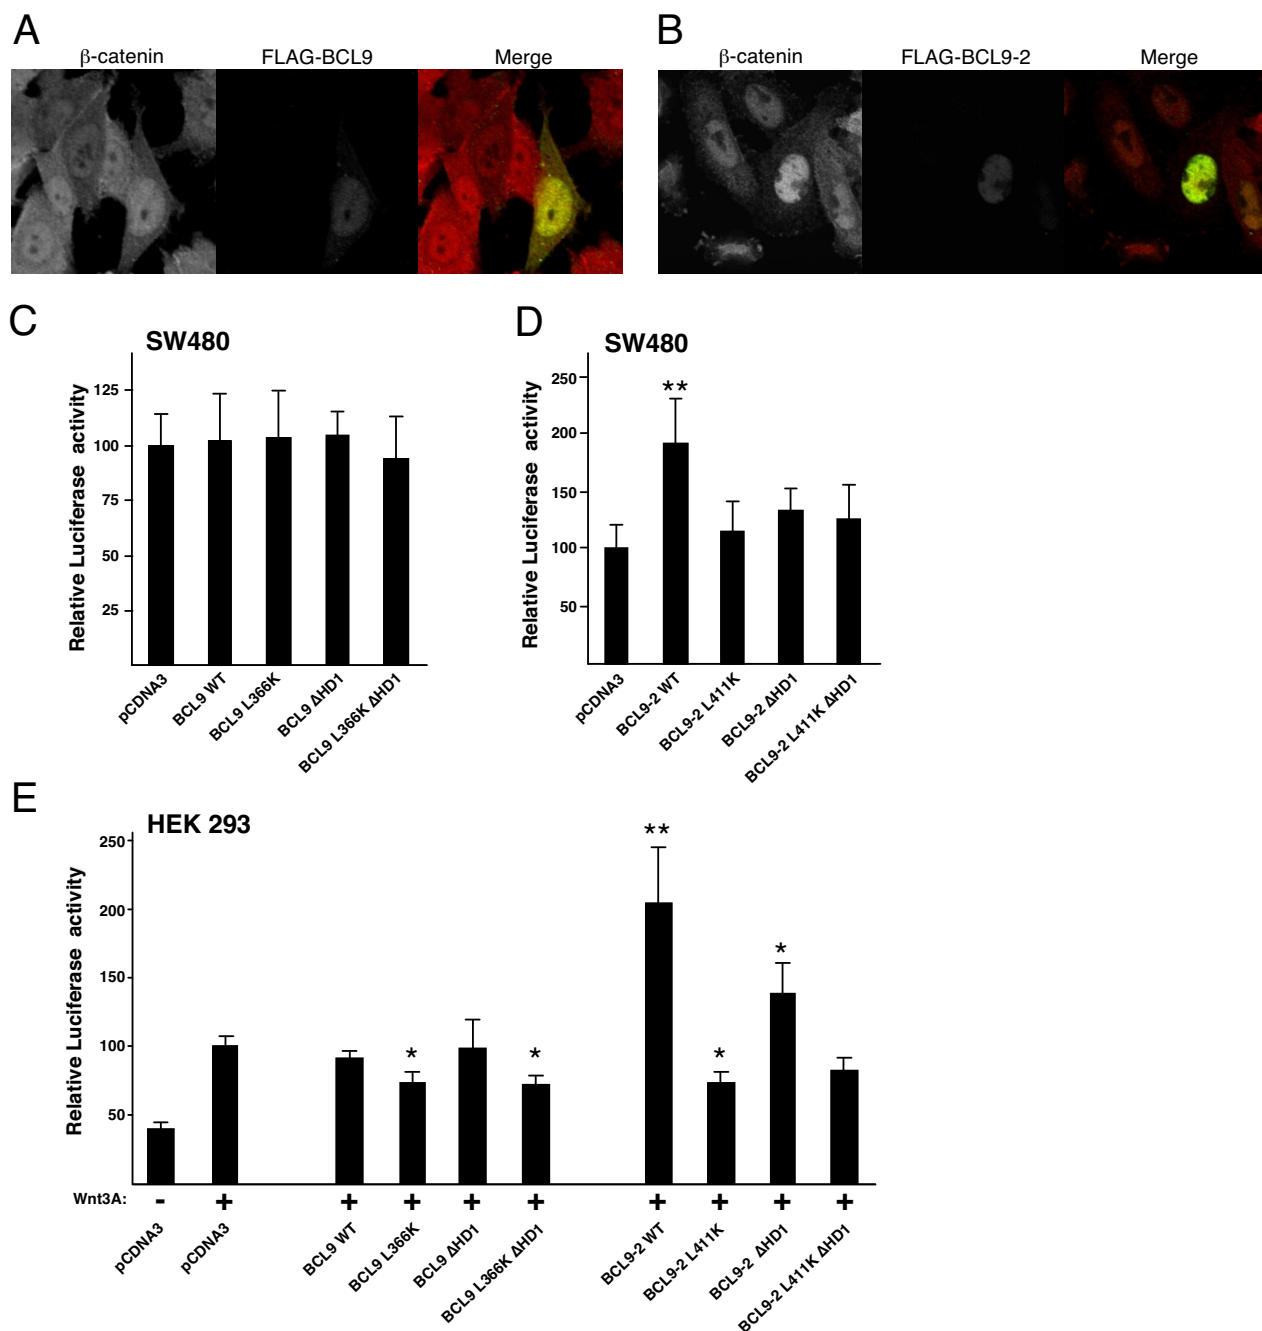 A
β-catenin FLAG-BCL9 Merge
B
β-catenin FLAG-BCL9-2 Merge
C
SW480
Relative Luciferase activity
125
100
75
50
25
pCDNA3
BCL9 WT
BCL9 L366K
BCL9 ΔHD1
BCL9 L366K ΔHD1
D
SW480
Relative Luciferase activity
250
200
150
100
50
**
pCDNA3
BCL9-2 WT
BCL9-2 L411K
BCL9-2 ΔHD1
BCL9-2 L411K ΔHD1
E
HEK 293
Relative Luciferase activity
250
200
150
100
50
* * ** * *
Wnt3A: - + + + + + + + + +
pCDNA3
pCDNA3
BCL9 WT
BCL9 L366K
BCL9 ΔHD1
BCL9 L366K ΔHD1
BCL9-2 WT
BCL9-2 L411K
BCL9-2 ΔHD1
BCL9-2 L411K ΔHD1